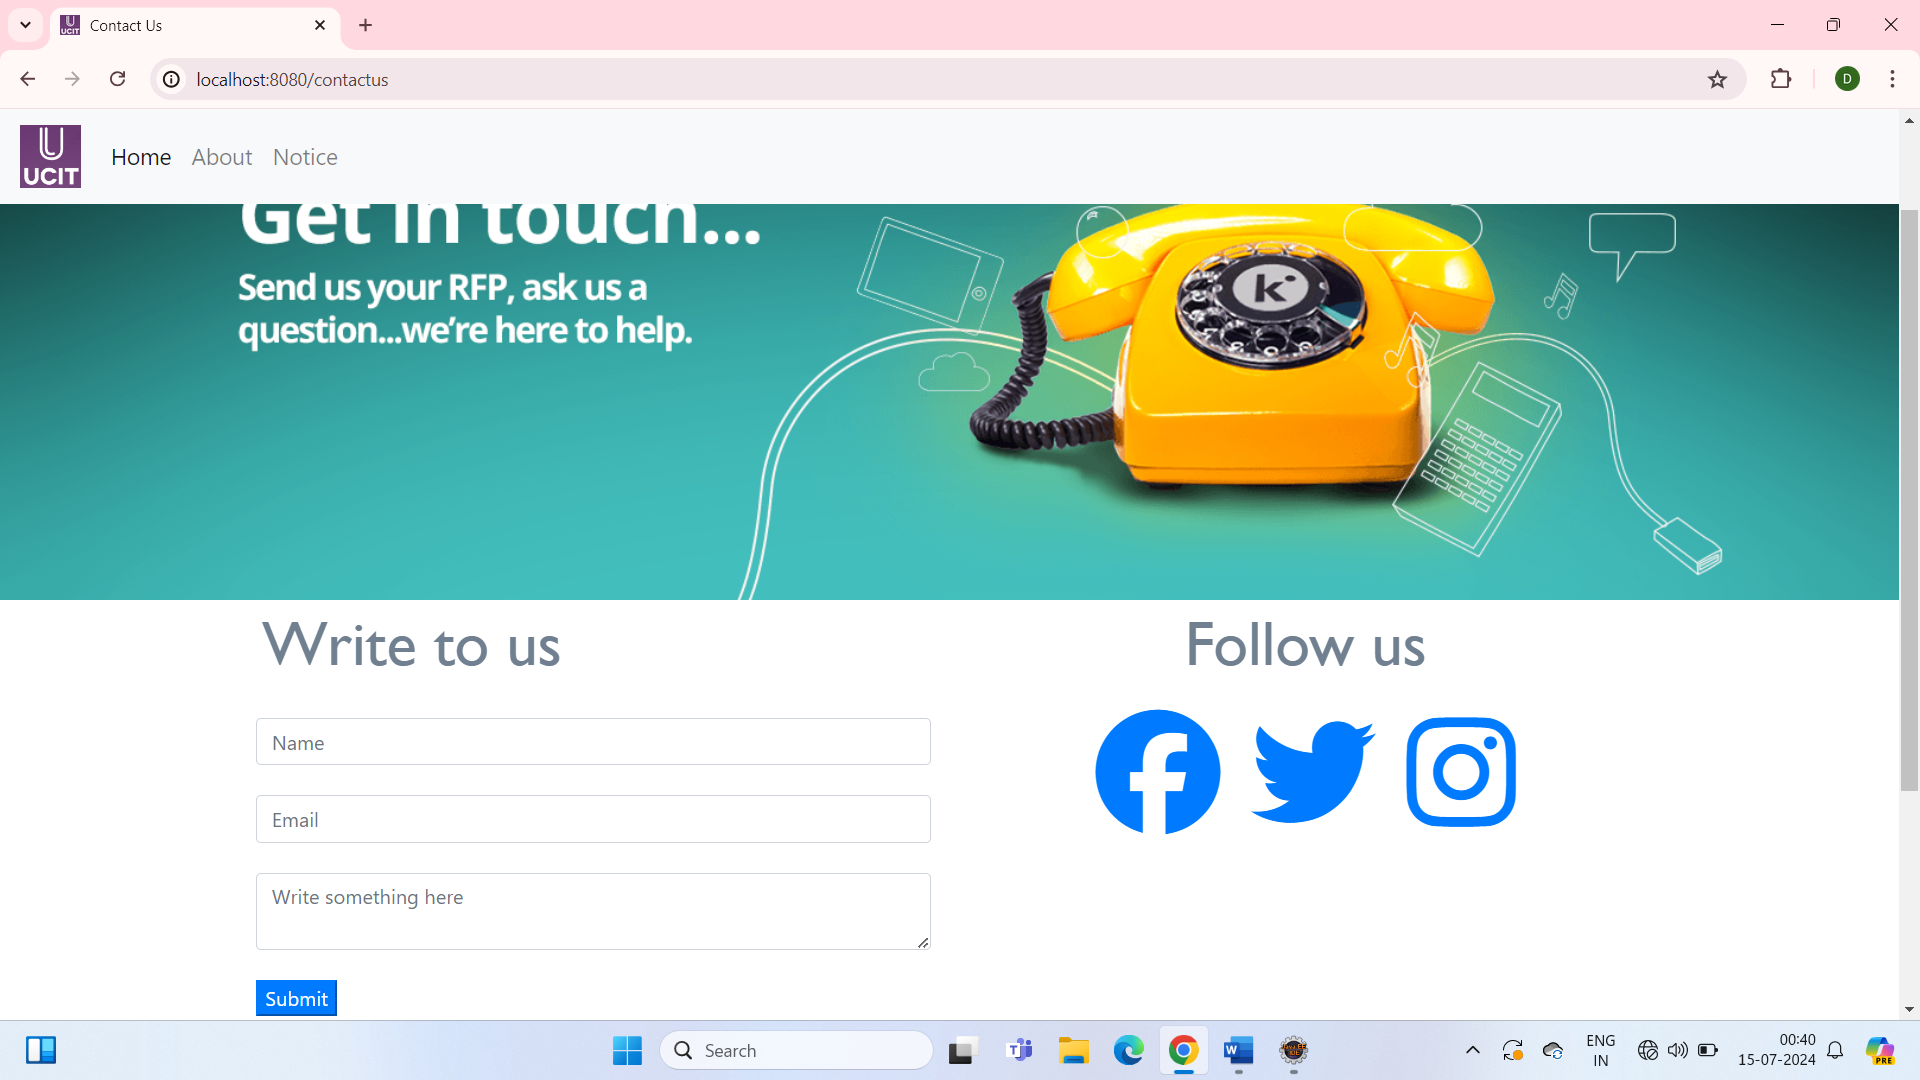 Contact Us
localhost:8080/contactus
UCIT
Home About Notice
Get in touch...
Send us your RFP, ask us a
question...we're here to help.
k
Write to us
Follow us
Name
Email
Write something here
Submit
Search
ENG
IN
00:40
15-07-2024
D
PRE